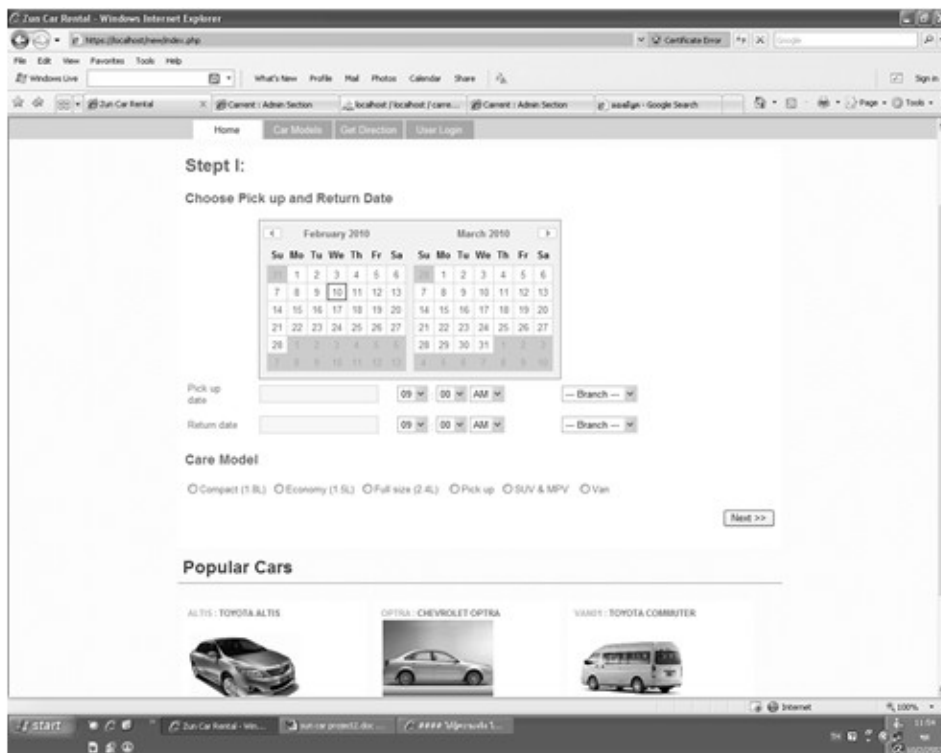 Zun Car Rental - Windows Internet Explorer
https://localhost/new/index.php Certificate Error Google
File Edit View Favorites Tools Help
Windows Live What's New Profile Mail Photos Calendar Share Sign in
Zun Car Rental Carrent : Admin Section localhost / localhost / carre... Carrent : Admin Section - Google Search Page Tools
Home Car Models Get Direction User Login
Stept I:
Choose Pick up and Return Date
February 2010 March 2010
Su Mo Tu We Th Fr Sa Su Mo Tu We Th Fr Sa
31 1 2 3 4 5 6 28 1 2 3 4 5 6
7 8 9 10 11 12 13 7 8 9 10 11 12 13
14 15 16 17 18 19 20 14 15 16 17 18 19 20
21 22 23 24 25 26 27 21 22 23 24 25 26 27
28 1 2 3 4 5 6 28 29 30 31 1 2 3
7 8 9 10 11 12 13 4 5 6 7 8 9 10
Pick up date 09 00 AM --- Branch ---
Return date 09 00 AM --- Branch ---
Care Model
Compact (1.8L) Economy (1.5L) Full size (2.4L) Pick up SUV & MPV Van
Next >>
Popular Cars
ALTIS : TOYOTA ALTIS OPTRA : CHEVROLET OPTRA VAN01 : TOYOTA COMMUTER
Internet 100%
start Zun Car Rental - Win... zun car project2.doc ... TH 11:54